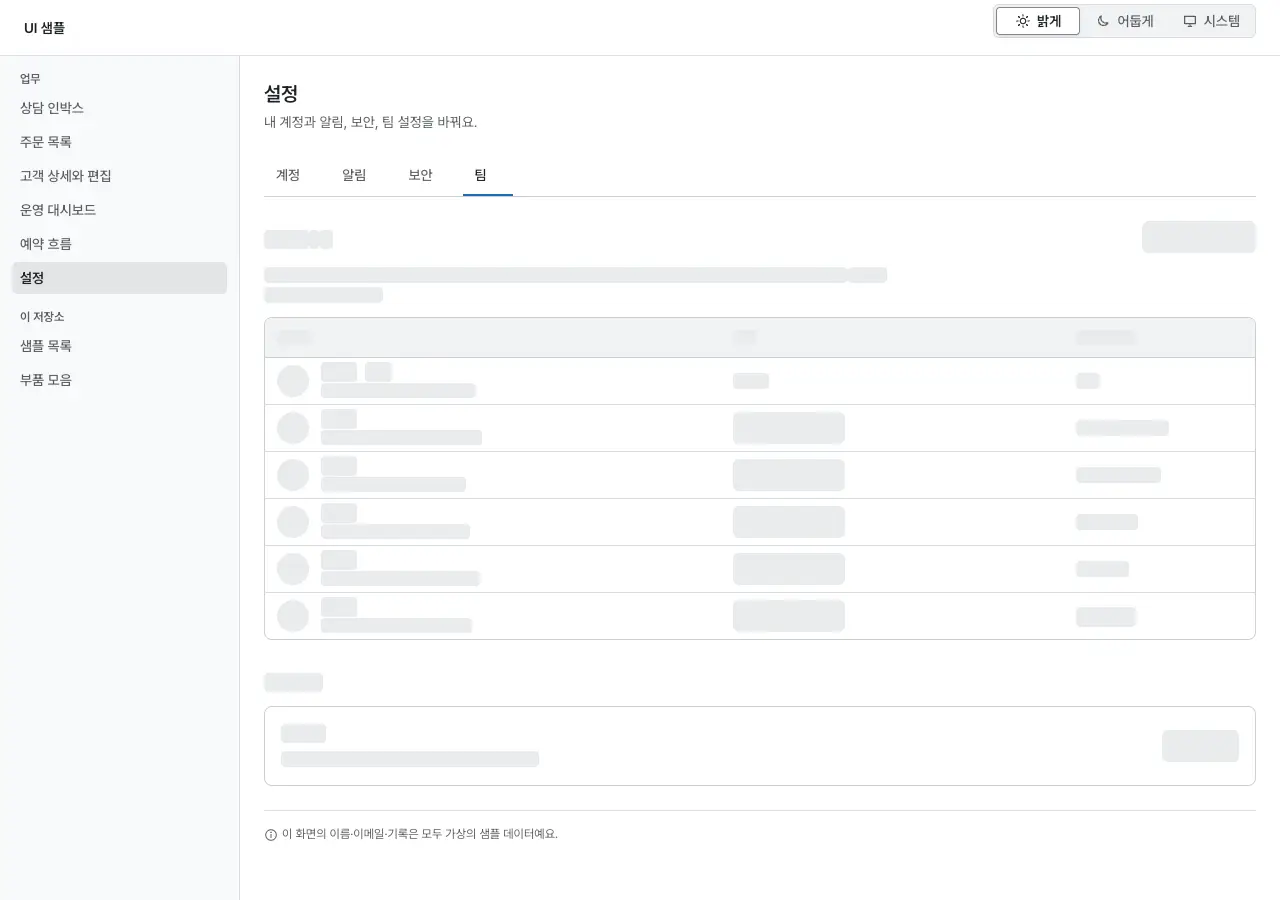 UI 샘플
밝게
어둡게
시스템
업무
상담 인박스
주문 목록
고객 상세와 편집
운영 대시보드
예약 흐름
설정
이 저장소
샘플 목록
부품 모음
설정
내 계정과 알림, 보안, 팀 설정을 바꿔요.
계정
알림
보안
팀
이 화면의 이름·이메일·기록은 모두 가상의 샘플 데이터예요.